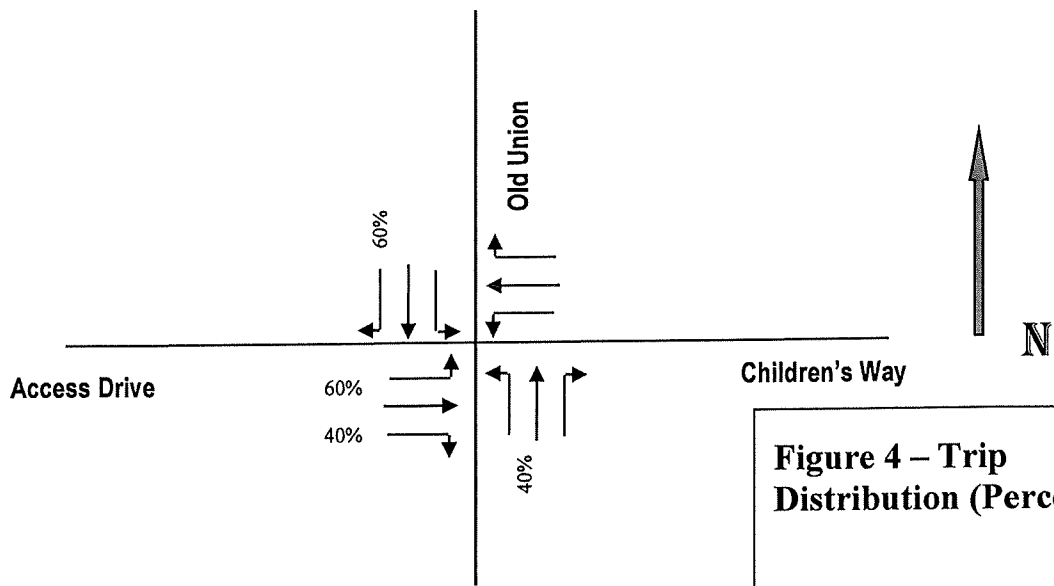 Old Union
60%
Access Drive
60%
40%
40%
Children's Way
N
Figure 4 – Trip
Distribution (Perc